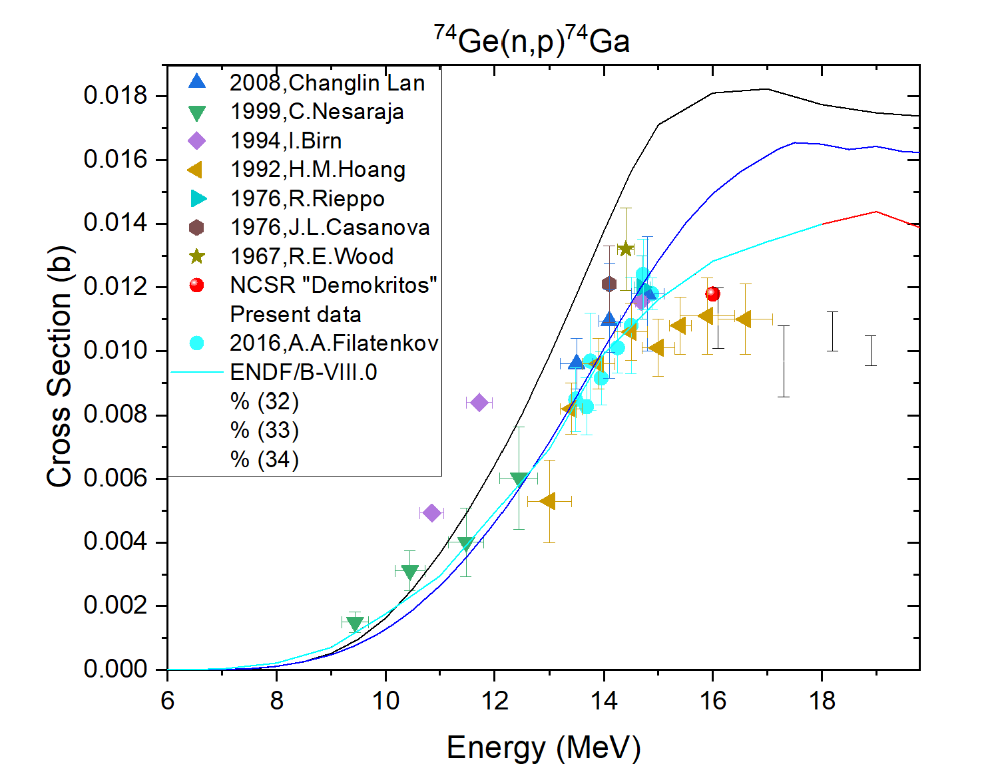 ⁷⁴Ge(n,p)⁷⁴Ga
2008,Changlin Lan
1999,C.Nesaraja
1994,I.Birn
1992,H.M.Hoang
1976,R.Rieppo
1976,J.L.Casanova
1967,R.E.Wood
NCSR "Demokritos"
Present data
2016,A.A.Filatenkov
ENDF/B-VIII.0
% (32)
% (33)
% (34)
Cross Section (b)
0.018
0.016
0.014
0.012
0.010
0.008
0.006
0.004
0.002
0.000
6 8 10 12 14 16 18
Energy (MeV)